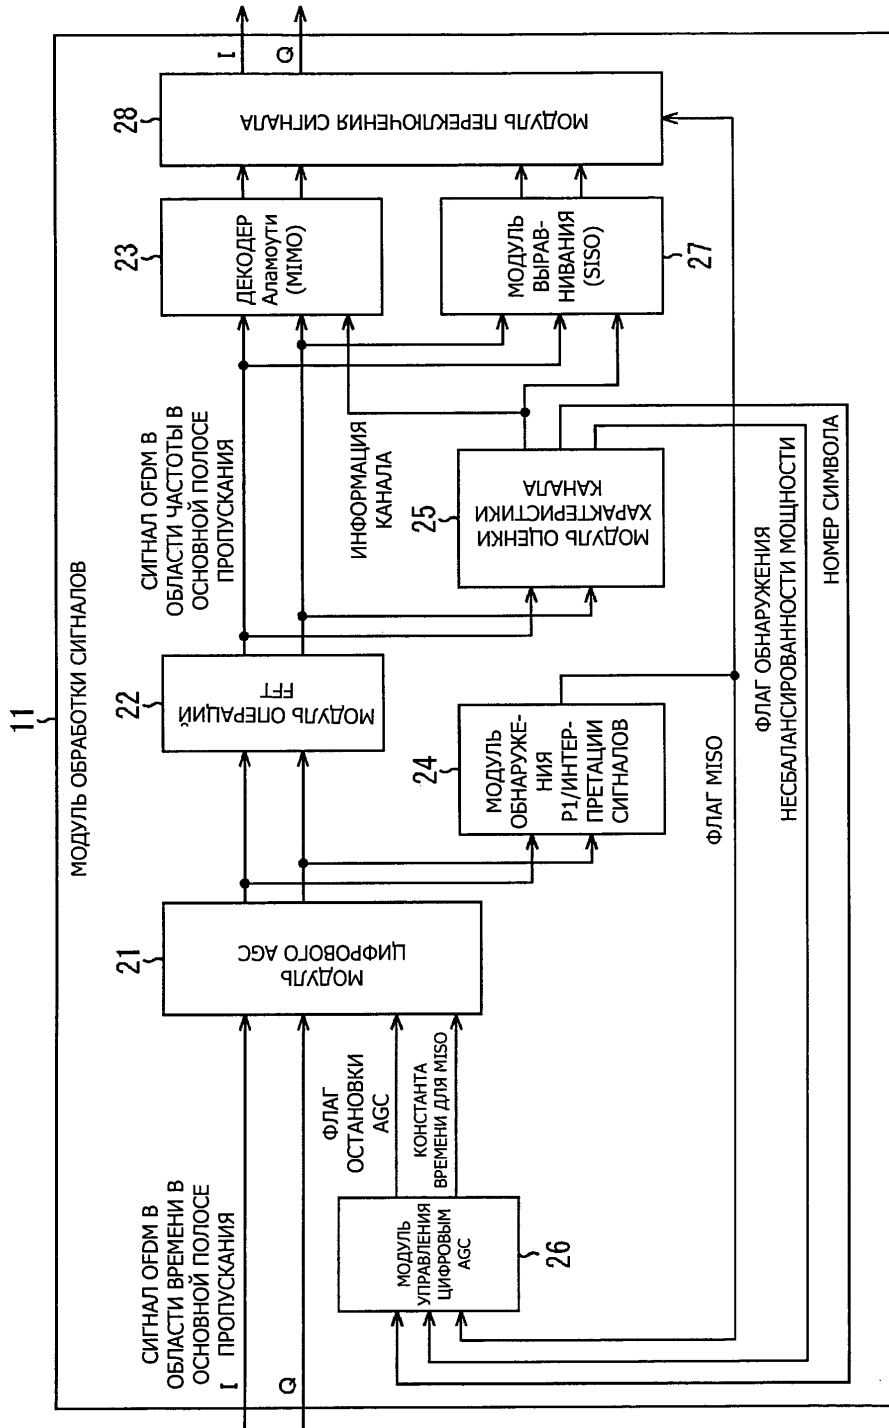 11
МОДУЛЬ ОБРАБОТКИ СИГНАЛОВ
СИГНАЛ OFDM В
ОБЛАСТИ ВРЕМЕНИ В
ОСНОВНОЙ ПОЛОСЕ
ПРОПУСКАНИЯ
I
Q
21
МОДУЛЬ
ЦИФРОВОГО AGC
ФЛАГ
ОСТАНОВКИ
AGC
КОНСТАНТА
ВРЕМЕНИ ДЛЯ MISO
МОДУЛЬ
УПРАВЛЕНИЯ
ЦИФРОВЫМ
AGC
26
22
МОДУЛЬ ОПЕРАЦИЙ
FFT
24
МОДУЛЬ
ОБНАРУЖЕ-
НИЯ
P1/ИНТЕР-
ПРЕТАЦИИ
СИГНАЛОВ
СИГНАЛ OFDM В
ОБЛАСТИ ЧАСТОТЫ В
ОСНОВНОЙ ПОЛОСЕ
ПРОПУСКАНИЯ
ИНФОРМАЦИЯ
КАНАЛА
25
МОДУЛЬ ОЦЕНКИ
ХАРАКТЕРИСТИКИ
КАНАЛА
23
ДЕКОДЕР
Аламоути
(MIMO)
МОДУЛЬ
ВЫРАВ-
НИВАНИЯ
(SISO)
27
28
МОДУЛЬ ПЕРЕКЛЮЧЕНИЯ СИГНАЛА
I
Q
ФЛАГ MISO
ФЛАГ ОБНАРУЖЕНИЯ
НЕСБАЛАНСИРОВАННОСТИ МОЩНОСТИ
НОМЕР СИМВОЛА